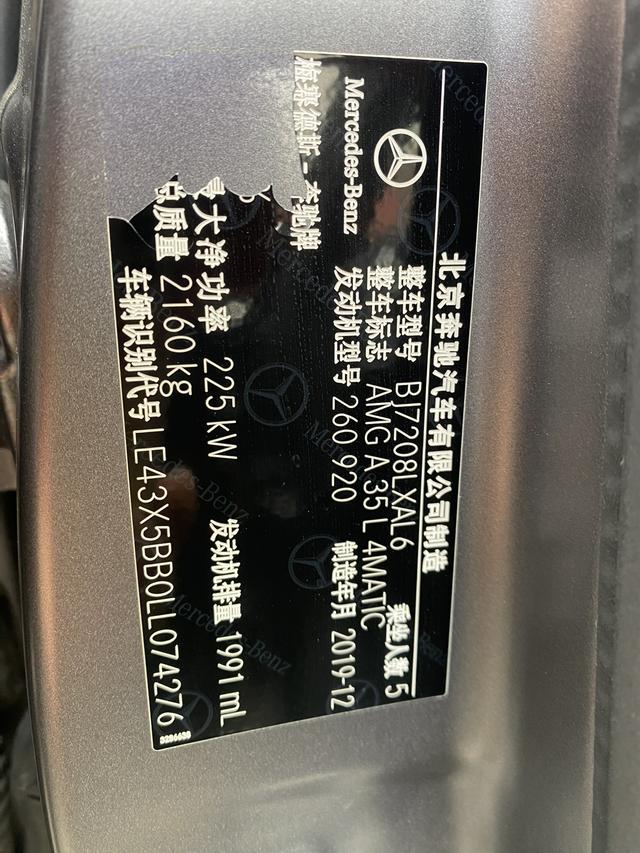 北京奔驰汽车有限公司制造
Mercedes-Benz
梅赛德斯-奔驰牌
整车型号 BJ7208LXAL6 乘坐人数 5
整车标志 AMG A 35 L 4MATIC
发动机型号 260 920 制造年月 2019-12
最大净功率 225 kW 发动机排量 1991 mL
总质量 2160 kg
车辆识别代号 LE43X5BB0LL074276